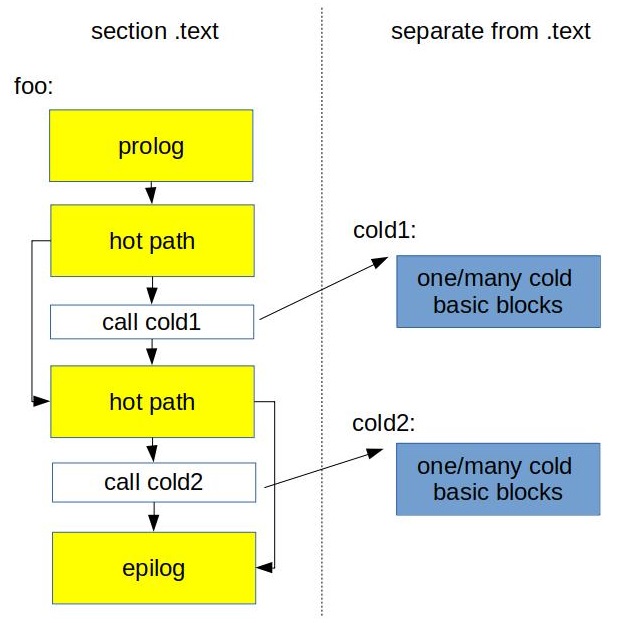 section .text
separate from .text
foo:
prolog
hot path
call cold1
hot path
call cold2
epilog
cold1:
one/many cold
basic blocks
cold2:
one/many cold
basic blocks